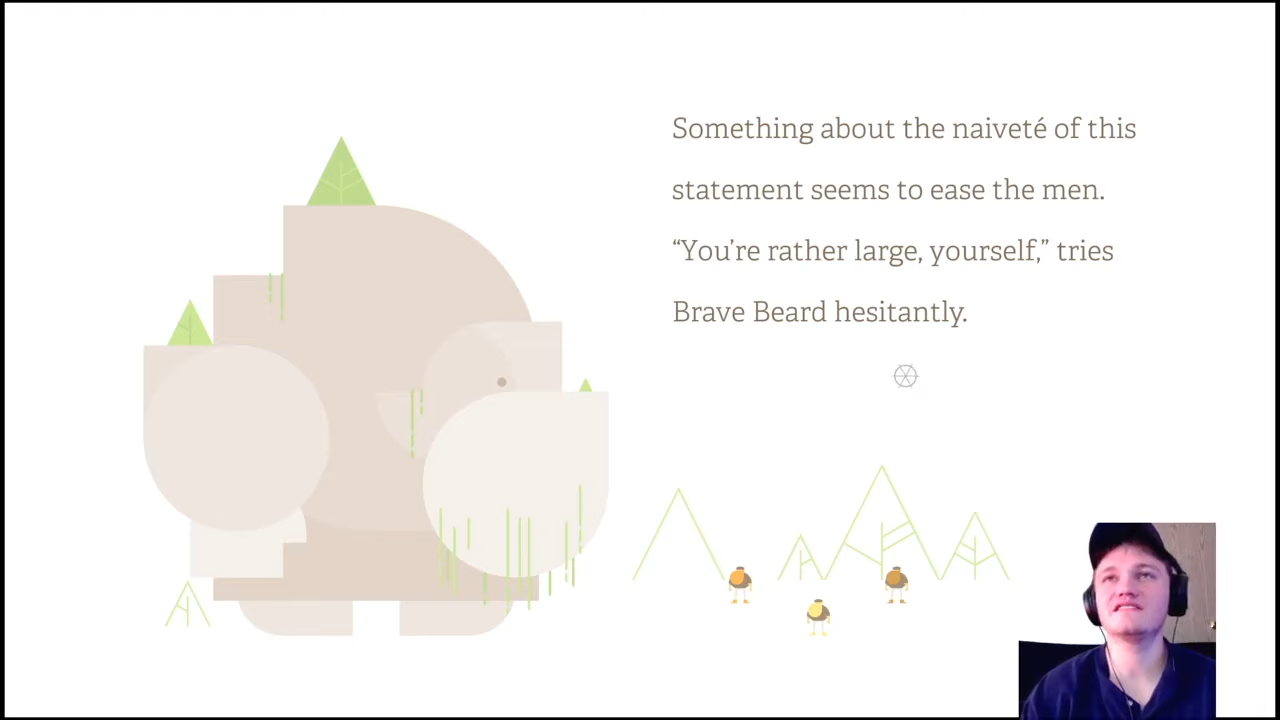 Something about the naiveté of this
statement seems to ease the men.
“You’re rather large, yourself,” tries
Brave Beard hesitantly.